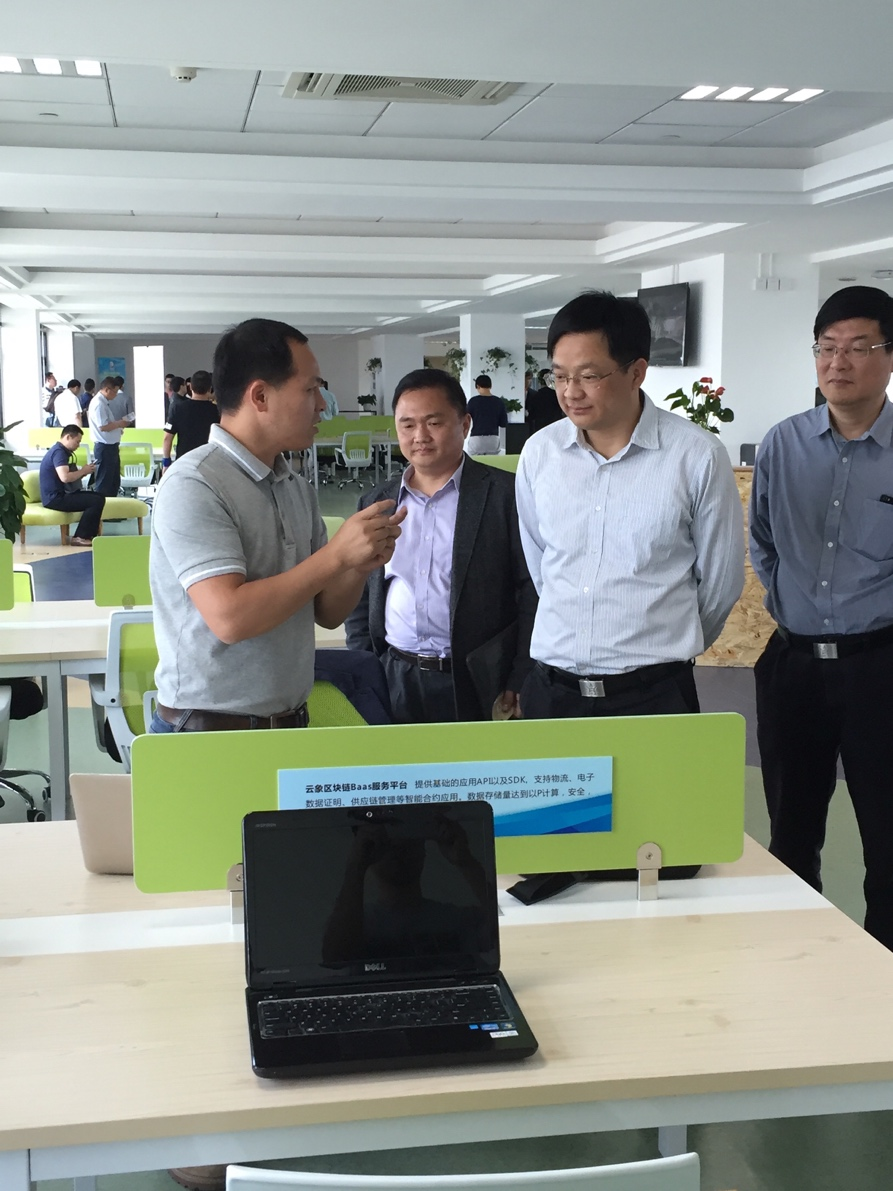 云象区块链Baas服务平台 提供基础的应用API以及SDK，支持物流、电子
数据证明、供应链管理等智能合约应用。数据存储量达到以P计算，安全，
DELL